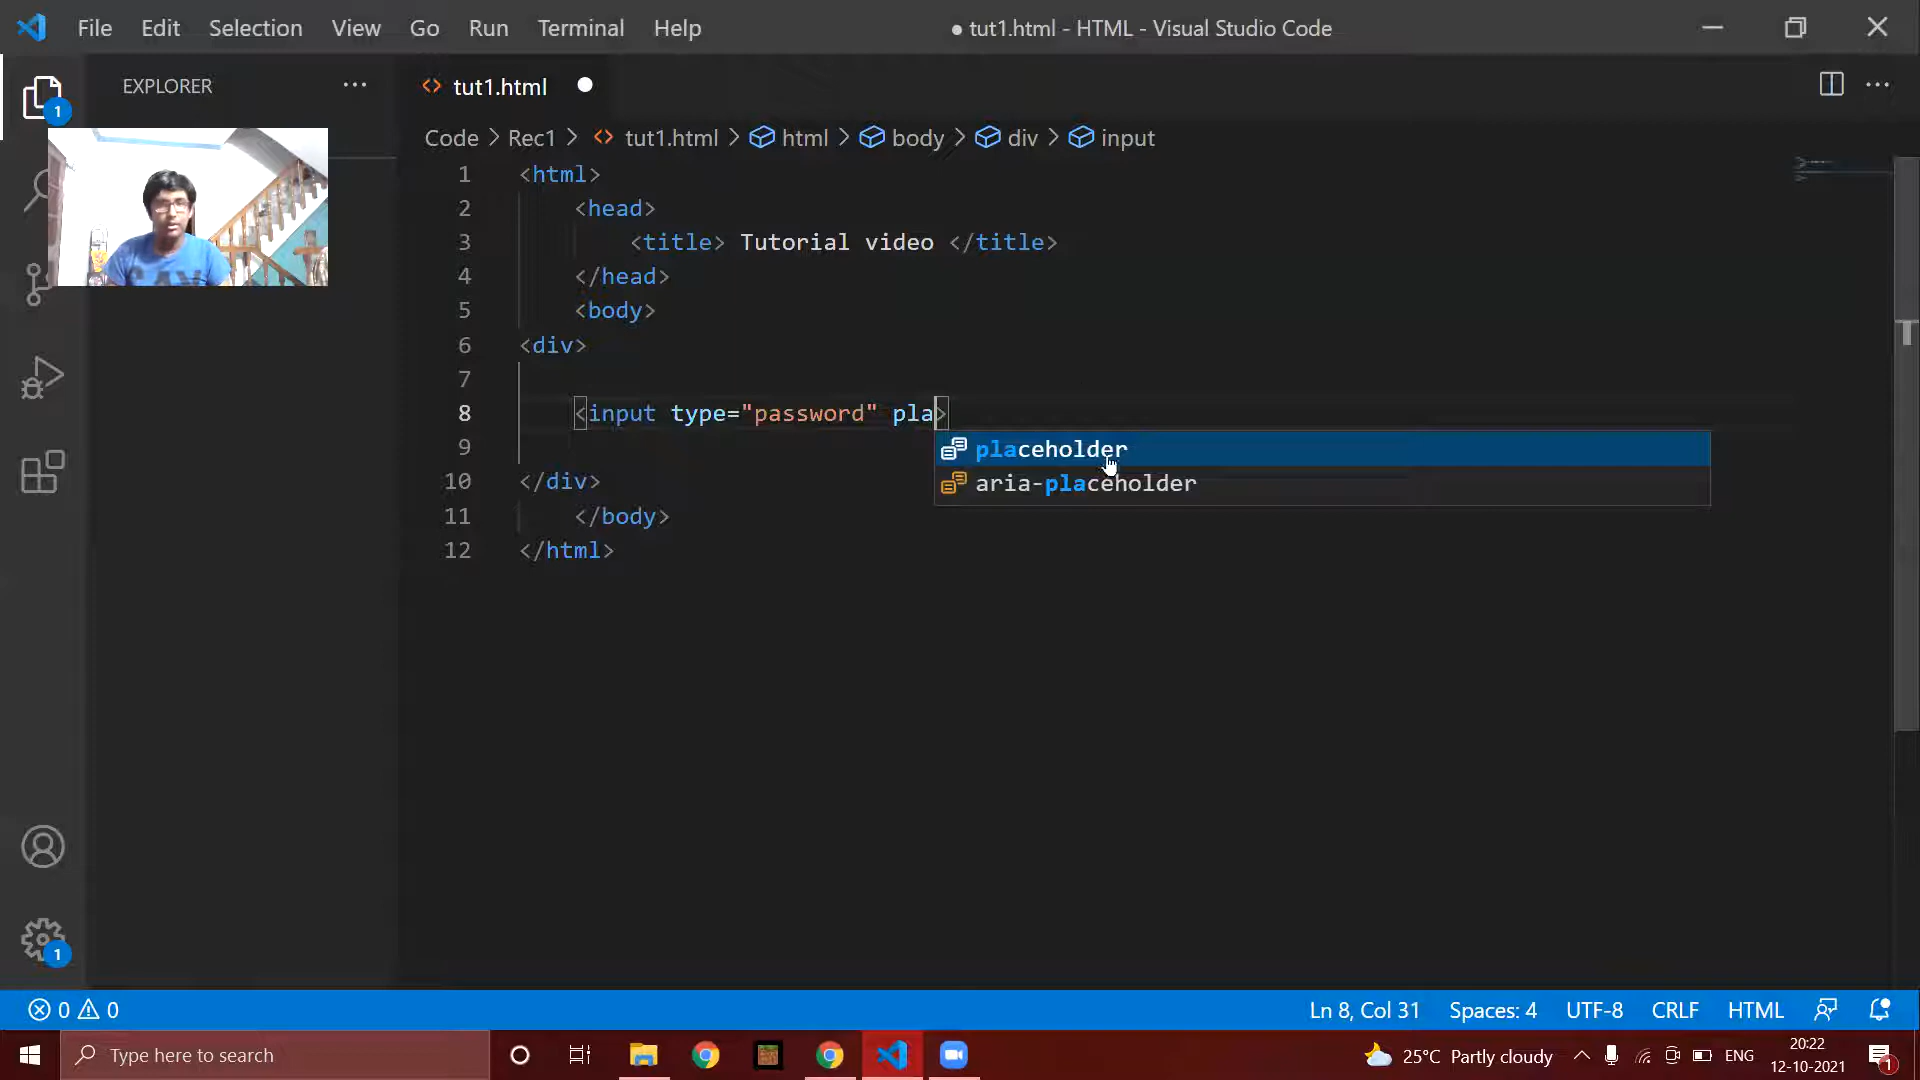 File Edit Selection View Go Run Terminal Help
● tut1.html - HTML - Visual Studio Code
EXPLORER
tut1.html
1
Code > Rec1 > tut1.html > html > body > div > input
1 <html>
2 <head>
3 <title> Tutorial video </title>
4 </head>
5 <body>
6 <div>
7
8 <input type="password" pla>
placeholder
9
aria-placeholder
10 </div>
11 </body>
12 </html>
1
0 0
Ln 8, Col 31 Spaces: 4 UTF-8 CRLF HTML
Type here to search
25°C Partly cloudy
ENG
20:22
12-10-2021
1